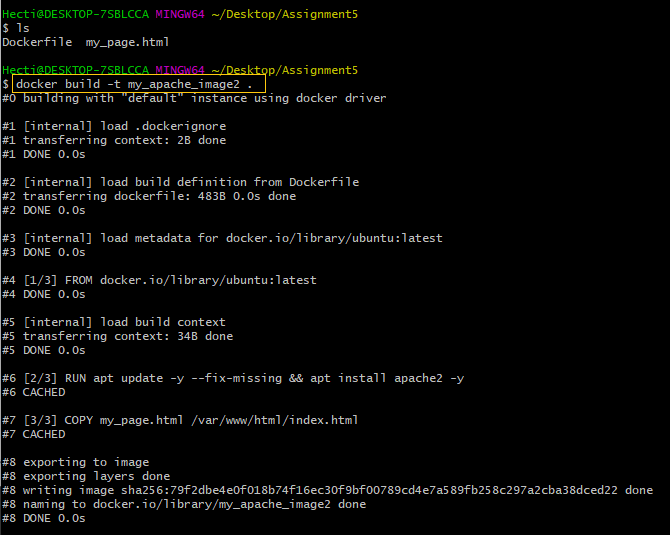 Hecti@DESKTOP-7SBLCCA MINGW64 ~/Desktop/Assignment5
$ ls
Dockerfile  my_page.html
Hecti@DESKTOP-7SBLCCA MINGW64 ~/Desktop/Assignment5
$ docker build -t my_apache_image2 .
#0 building with "default" instance using docker driver
#1 [internal] load .dockerignore
#1 transferring context: 2B done
#1 DONE 0.0s
#2 [internal] load build definition from Dockerfile
#2 transferring dockerfile: 483B 0.0s done
#2 DONE 0.0s
#3 [internal] load metadata for docker.io/library/ubuntu:latest
#3 DONE 0.0s
#4 [1/3] FROM docker.io/library/ubuntu:latest
#4 DONE 0.0s
#5 [internal] load build context
#5 transferring context: 34B done
#5 DONE 0.0s
#6 [2/3] RUN apt update -y --fix-missing && apt install apache2 -y
#6 CACHED
#7 [3/3] COPY my_page.html /var/www/html/index.html
#7 CACHED
#8 exporting to image
#8 exporting layers done
#8 writing image sha256:79f2dbe4e0f018b74f16ec30f9bf00789cd4e7a589fb258c297a2cba38dced22 done
#8 naming to docker.io/library/my_apache_image2 done
#8 DONE 0.0s